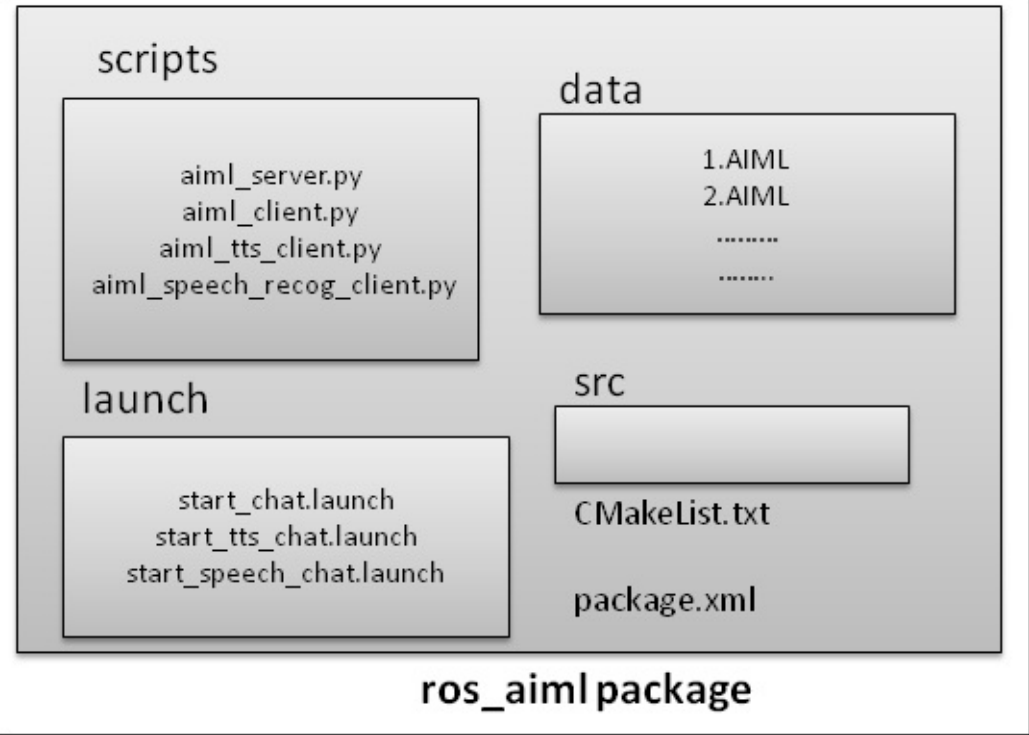 scripts
aiml_server.py
aiml_client.py
aiml_tts_client.py
aiml_speech_recog_client.py
data
1.AIML
2.AIML
.........
........
launch
start_chat.launch
start_tts_chat.launch
start_speech_chat.launch
src
CMakeList.txt
package.xml
ros_aiml package